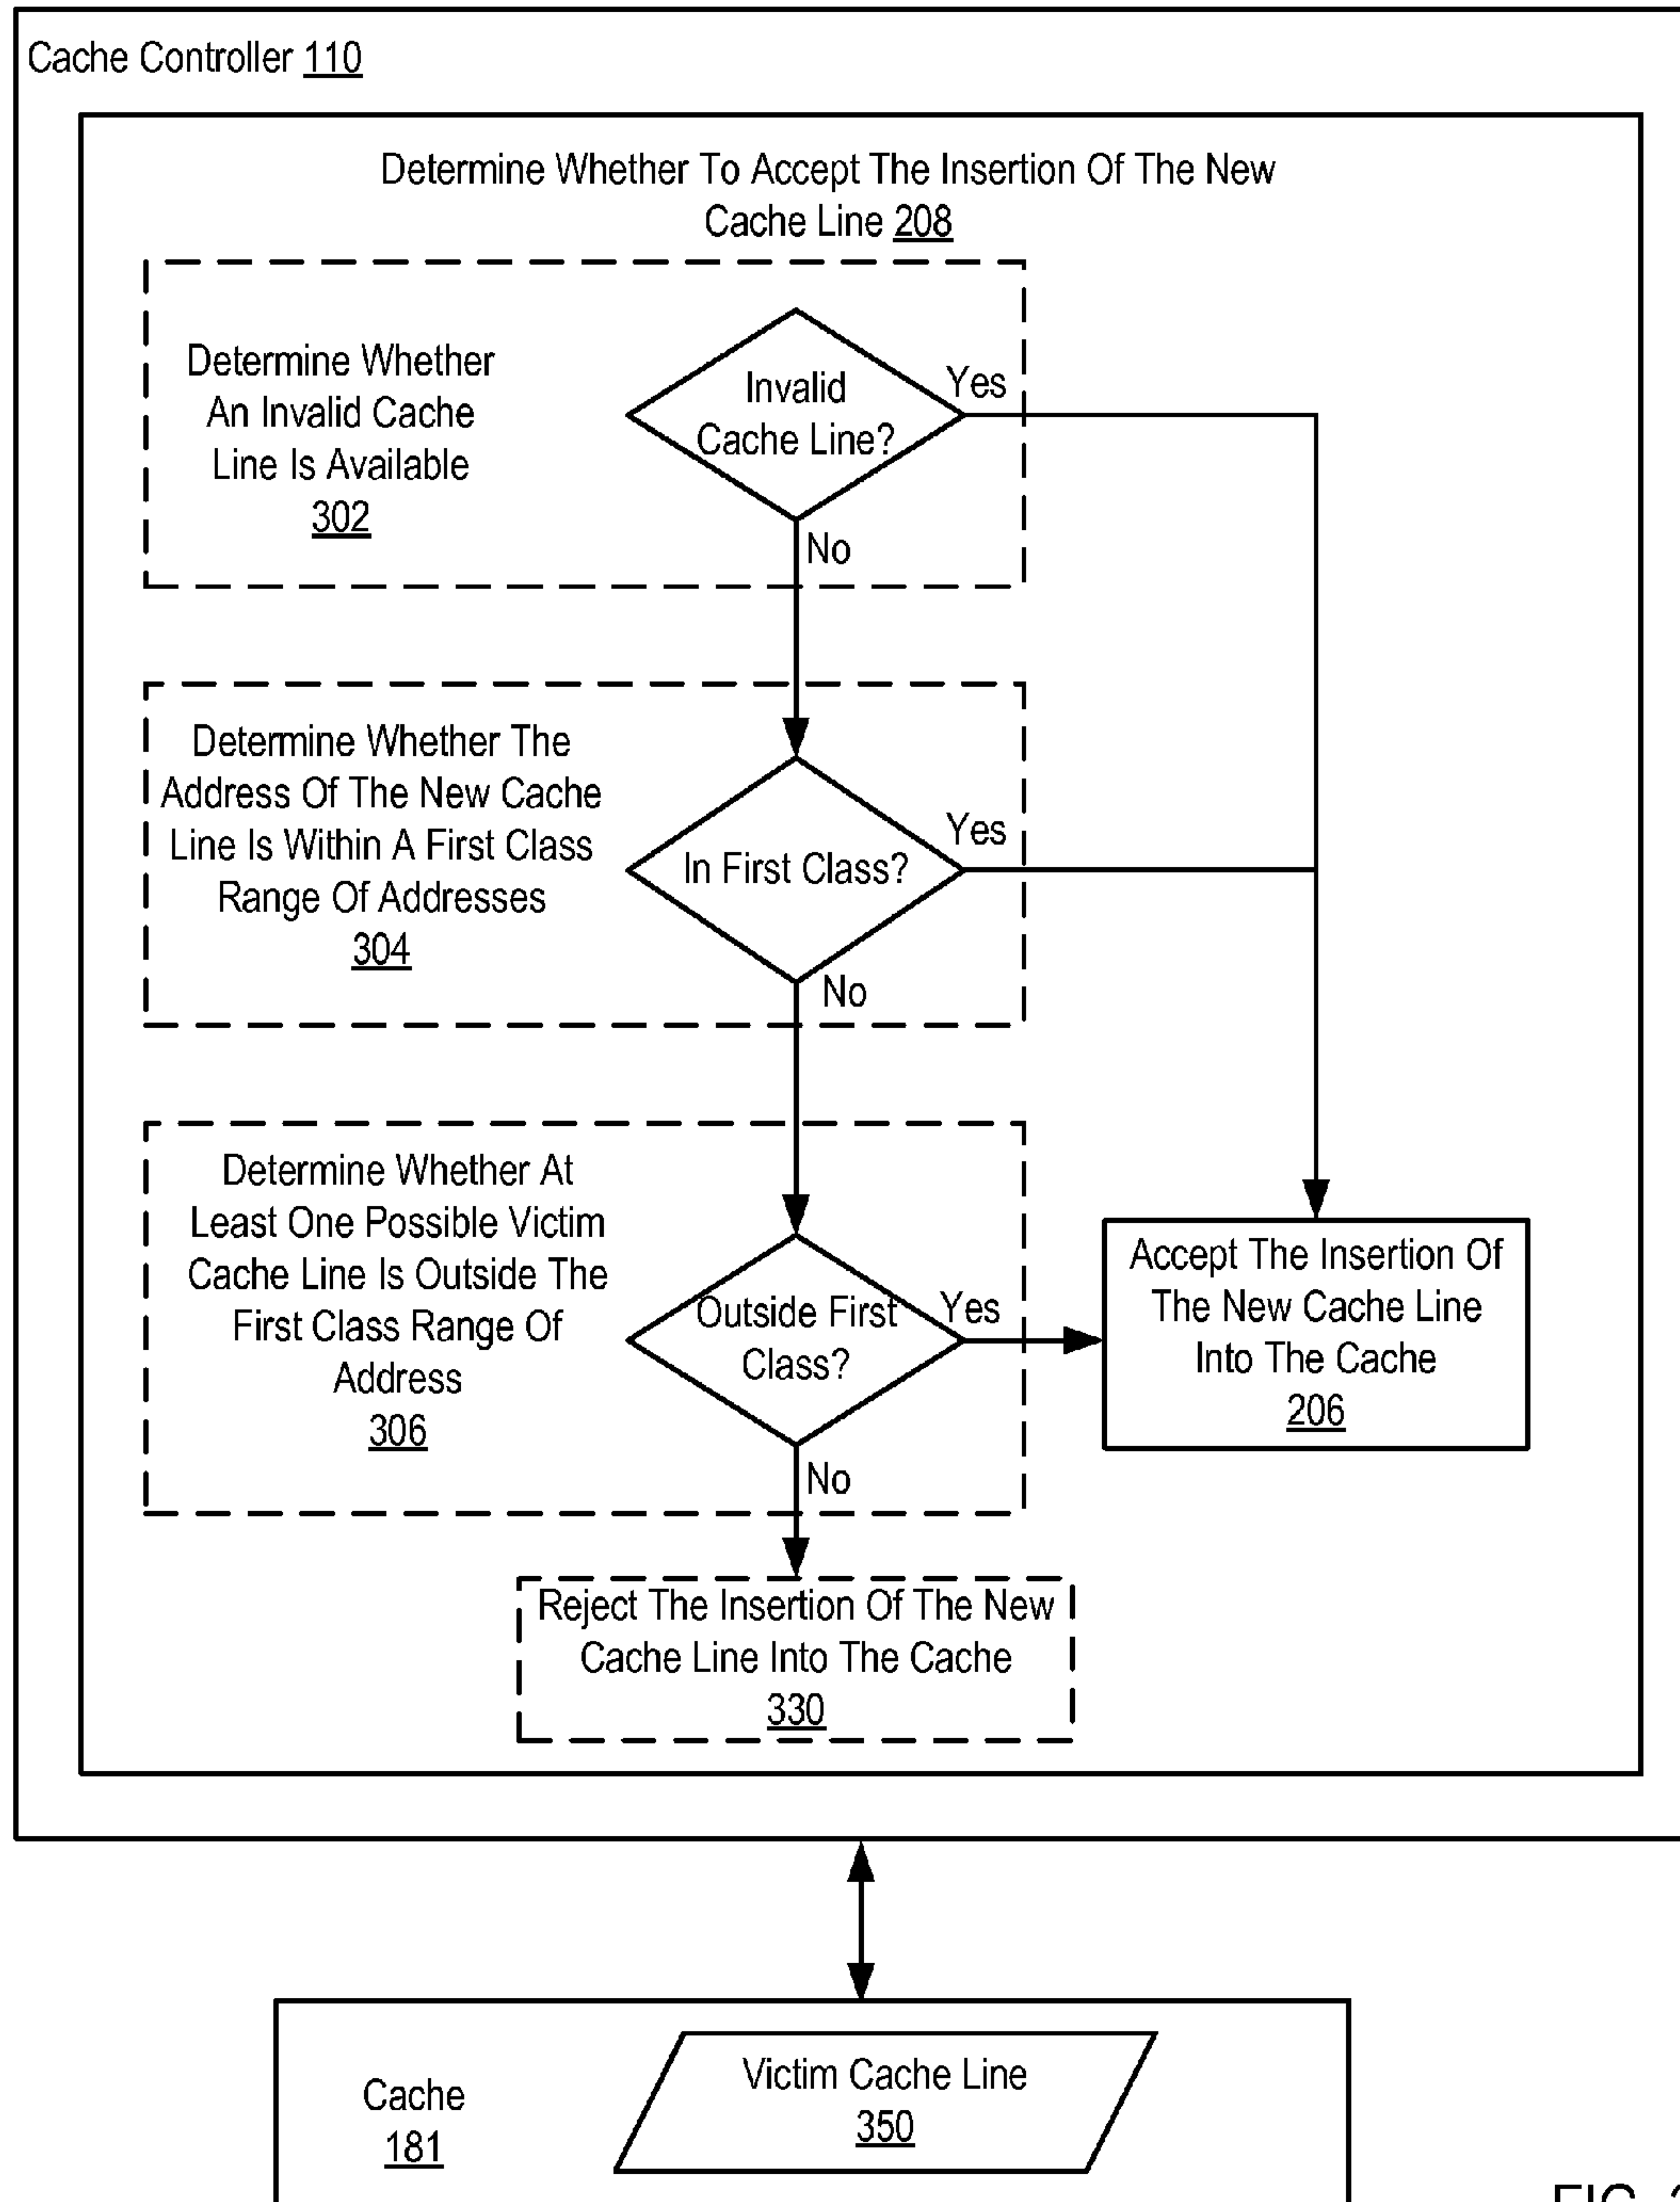 Cache Controller 110
Determine Whether To Accept The Insertion Of The New
Cache Line 208
Determine Whether
An Invalid Cache
Line Is Available
302
Invalid
Cache Line?
Yes
No
Determine Whether The
Address Of The New Cache
Line Is Within A First Class
Range Of Addresses
304
In First Class?
Yes
No
Determine Whether At
Least One Possible Victim
Cache Line Is Outside The
First Class Range Of
Address
306
Outside First
Class?
Yes
No
Accept The Insertion Of
The New Cache Line
Into The Cache
206
Reject The Insertion Of The New
Cache Line Into The Cache
330
Cache
181
Victim Cache Line
350
FIG.